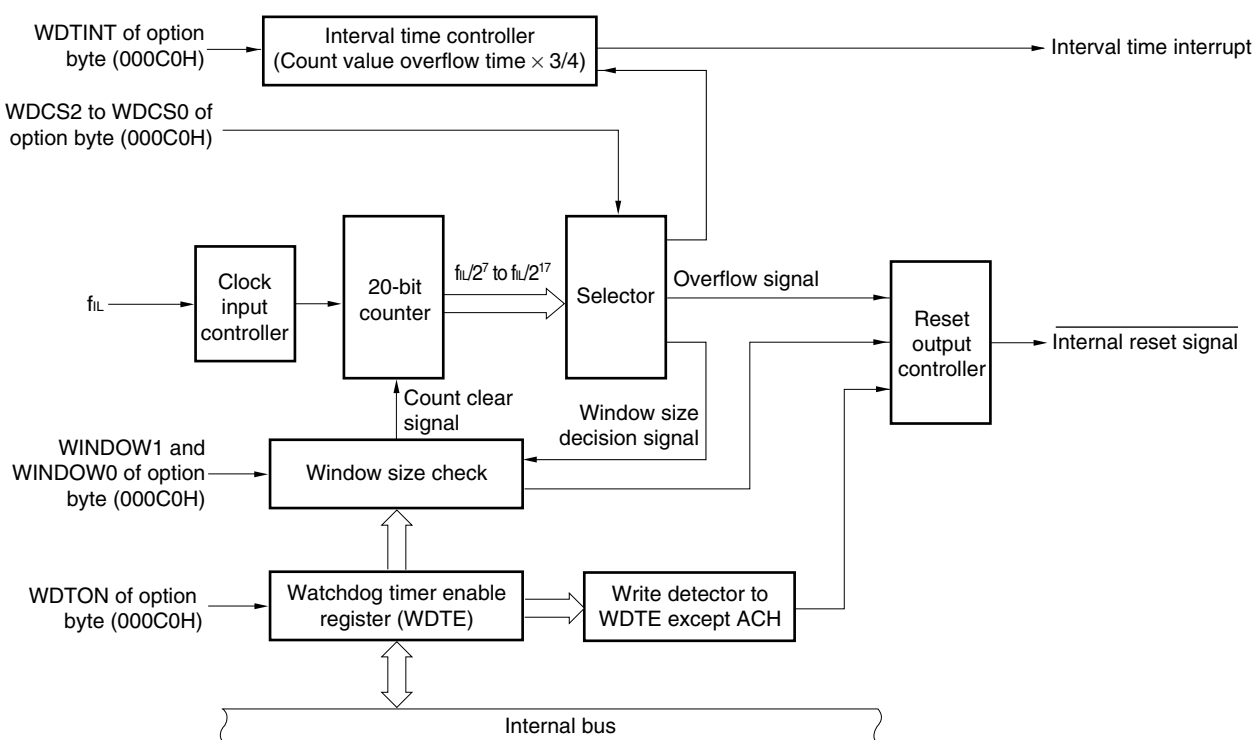 WDTINT of option
byte (000C0H)
Interval time controller
(Count value overflow time × 3/4)
Interval time interrupt
WDCS2 to WDCS0 of
option byte (000C0H)
fIL
Clock
input
controller
20-bit
counter
fIL/2⁷ to fIL/2¹⁷
Selector
Overflow signal
Reset
output
controller
Internal reset signal
Count clear
signal
Window size
decision signal
WINDOW1 and
WINDOW0 of option
byte (000C0H)
Window size check
WDTON of option
byte (000C0H)
Watchdog timer enable
register (WDTE)
Write detector to
WDTE except ACH
Internal bus